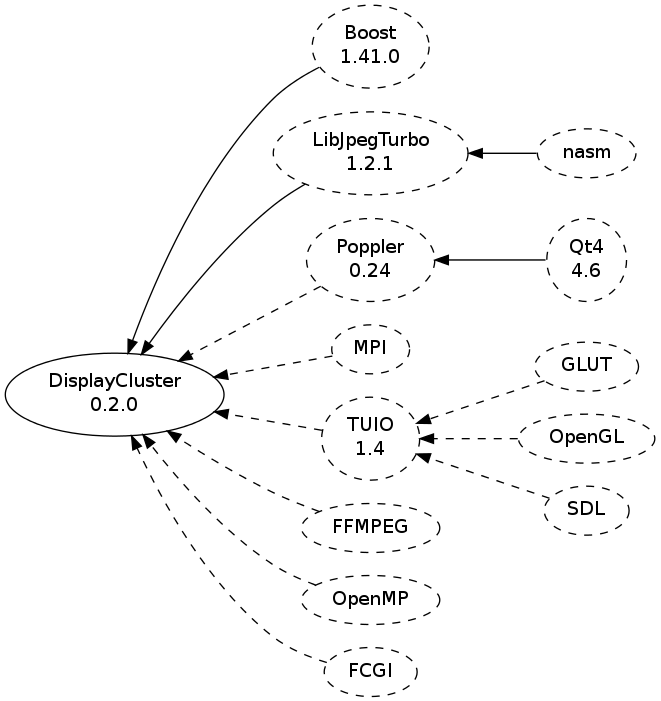 Boost
1.41.0
LibJpegTurbo
1.2.1
nasm
Poppler
0.24
Qt4
4.6
MPI
GLUT
DisplayCluster
0.2.0
TUIO
1.4
OpenGL
SDL
FFMPEG
OpenMP
FCGI